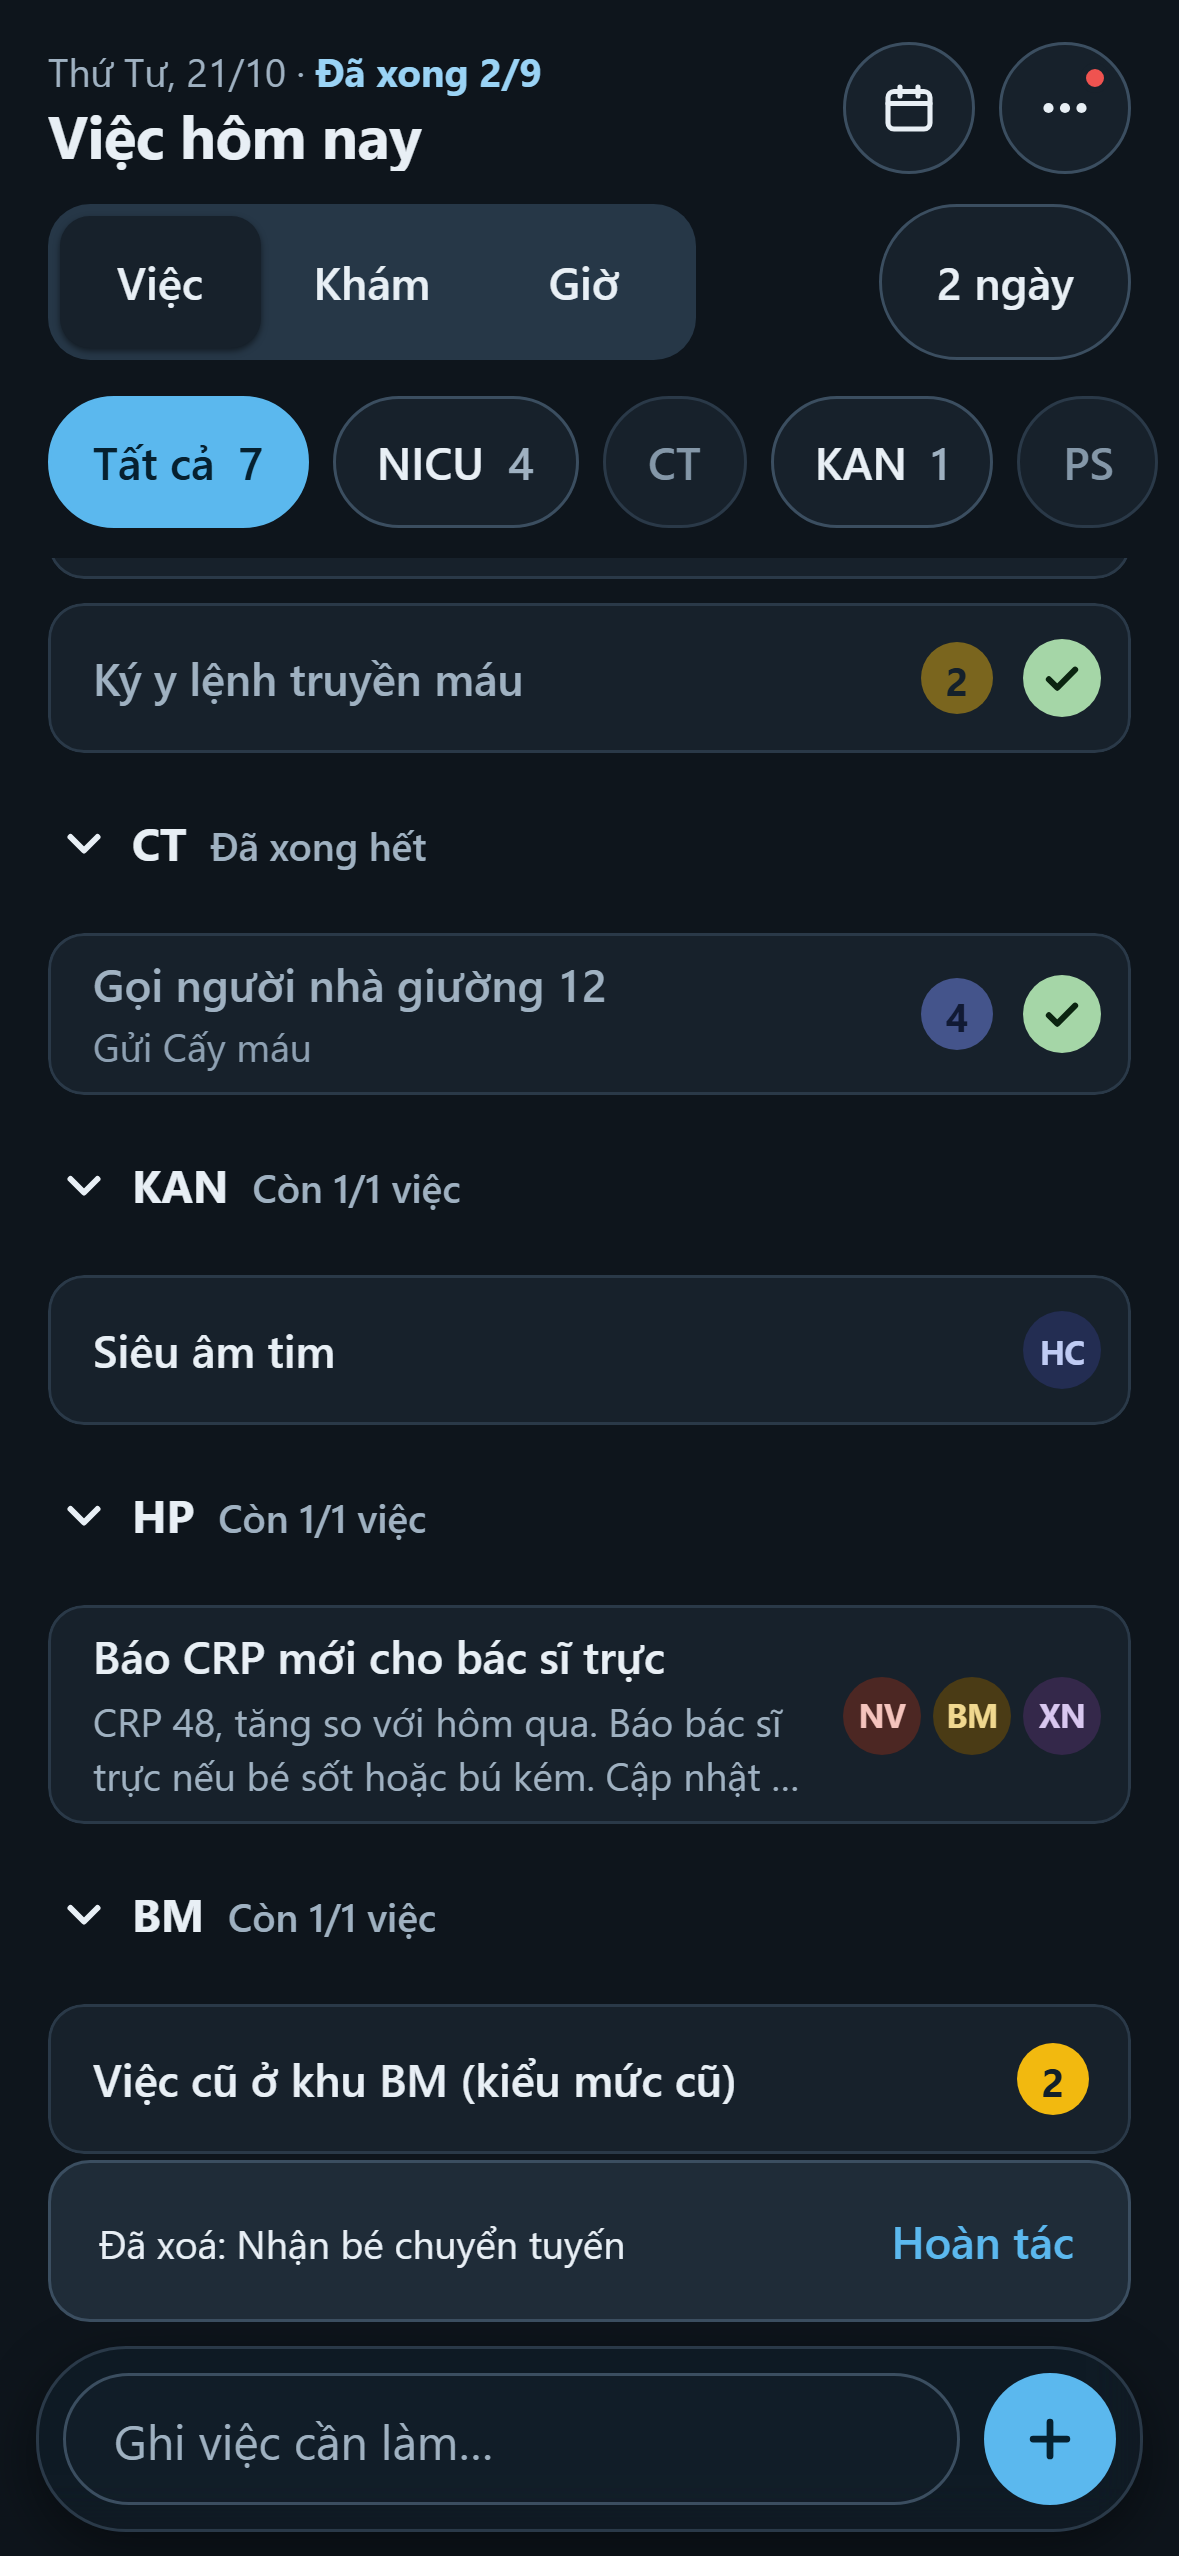 Thứ Tư, 21/10 · Đã xong 2/9
Việc hôm nay
Việc Khám Giờ 2 ngày
Tất cả 7 NICU 4 CT KAN 1 PS
Ký y lệnh truyền máu 2
CT Đã xong hết
Gọi người nhà giường 12 4
Gửi Cấy máu
KAN Còn 1/1 việc
Siêu âm tim HC
HP Còn 1/1 việc
Báo CRP mới cho bác sĩ trực
CRP 48, tăng so với hôm qua. Báo bác sĩ
trực nếu bé sốt hoặc bú kém. Cập nhật ...
NV BM XN
BM Còn 1/1 việc
Việc cũ ở khu BM (kiểu mức cũ) 2
Đã xoá: Nhận bé chuyển tuyến Hoàn tác
Ghi việc cần làm...